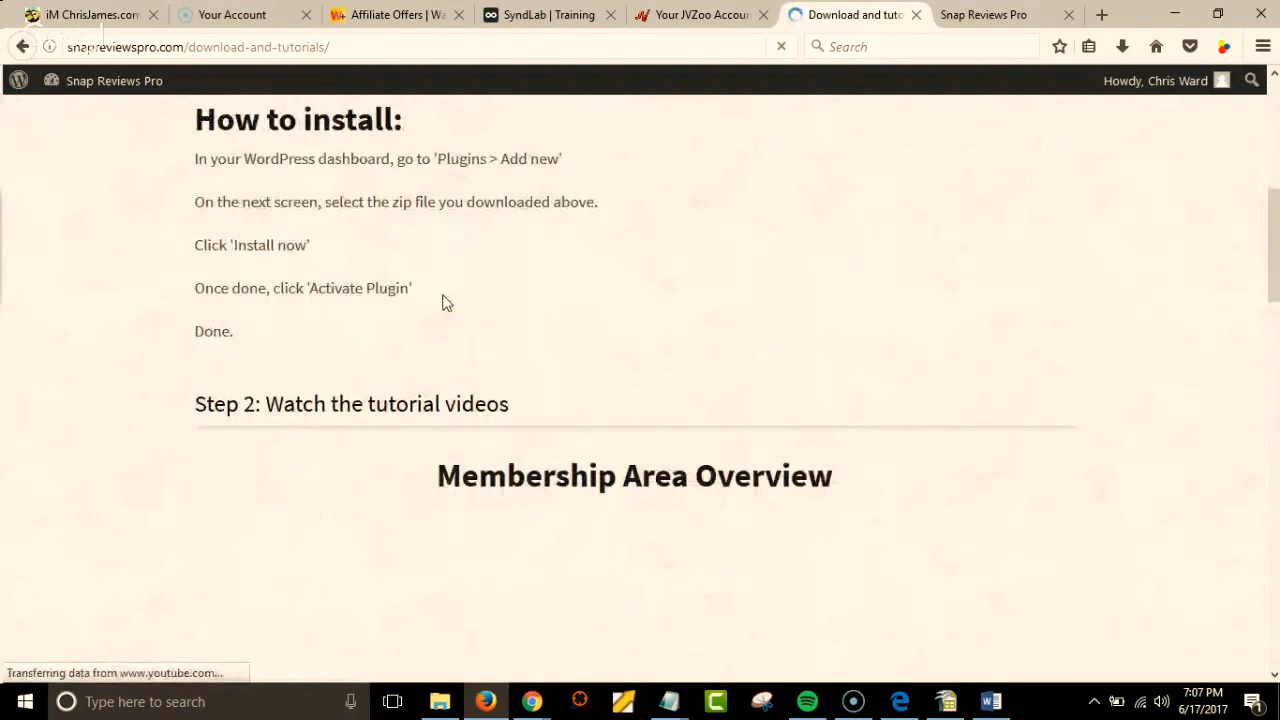 iM ChrisJames.com
Your Account
Affiliate Offers | Wa
SyndLab | Training
Your JVZoo Accoun
Download and tuto
Snap Reviews Pro
snapreviewspro.com/download-and-tutorials/
Search
Snap Reviews Pro
Howdy, Chris Ward
How to install:
In your WordPress dashboard, go to 'Plugins > Add new'
On the next screen, select the zip file you downloaded above.
Click 'Install now'
Once done, click 'Activate Plugin'
Done.
Step 2: Watch the tutorial videos
Membership Area Overview
Transferring data from www.youtube.com...
Type here to search
7:07 PM
6/17/2017